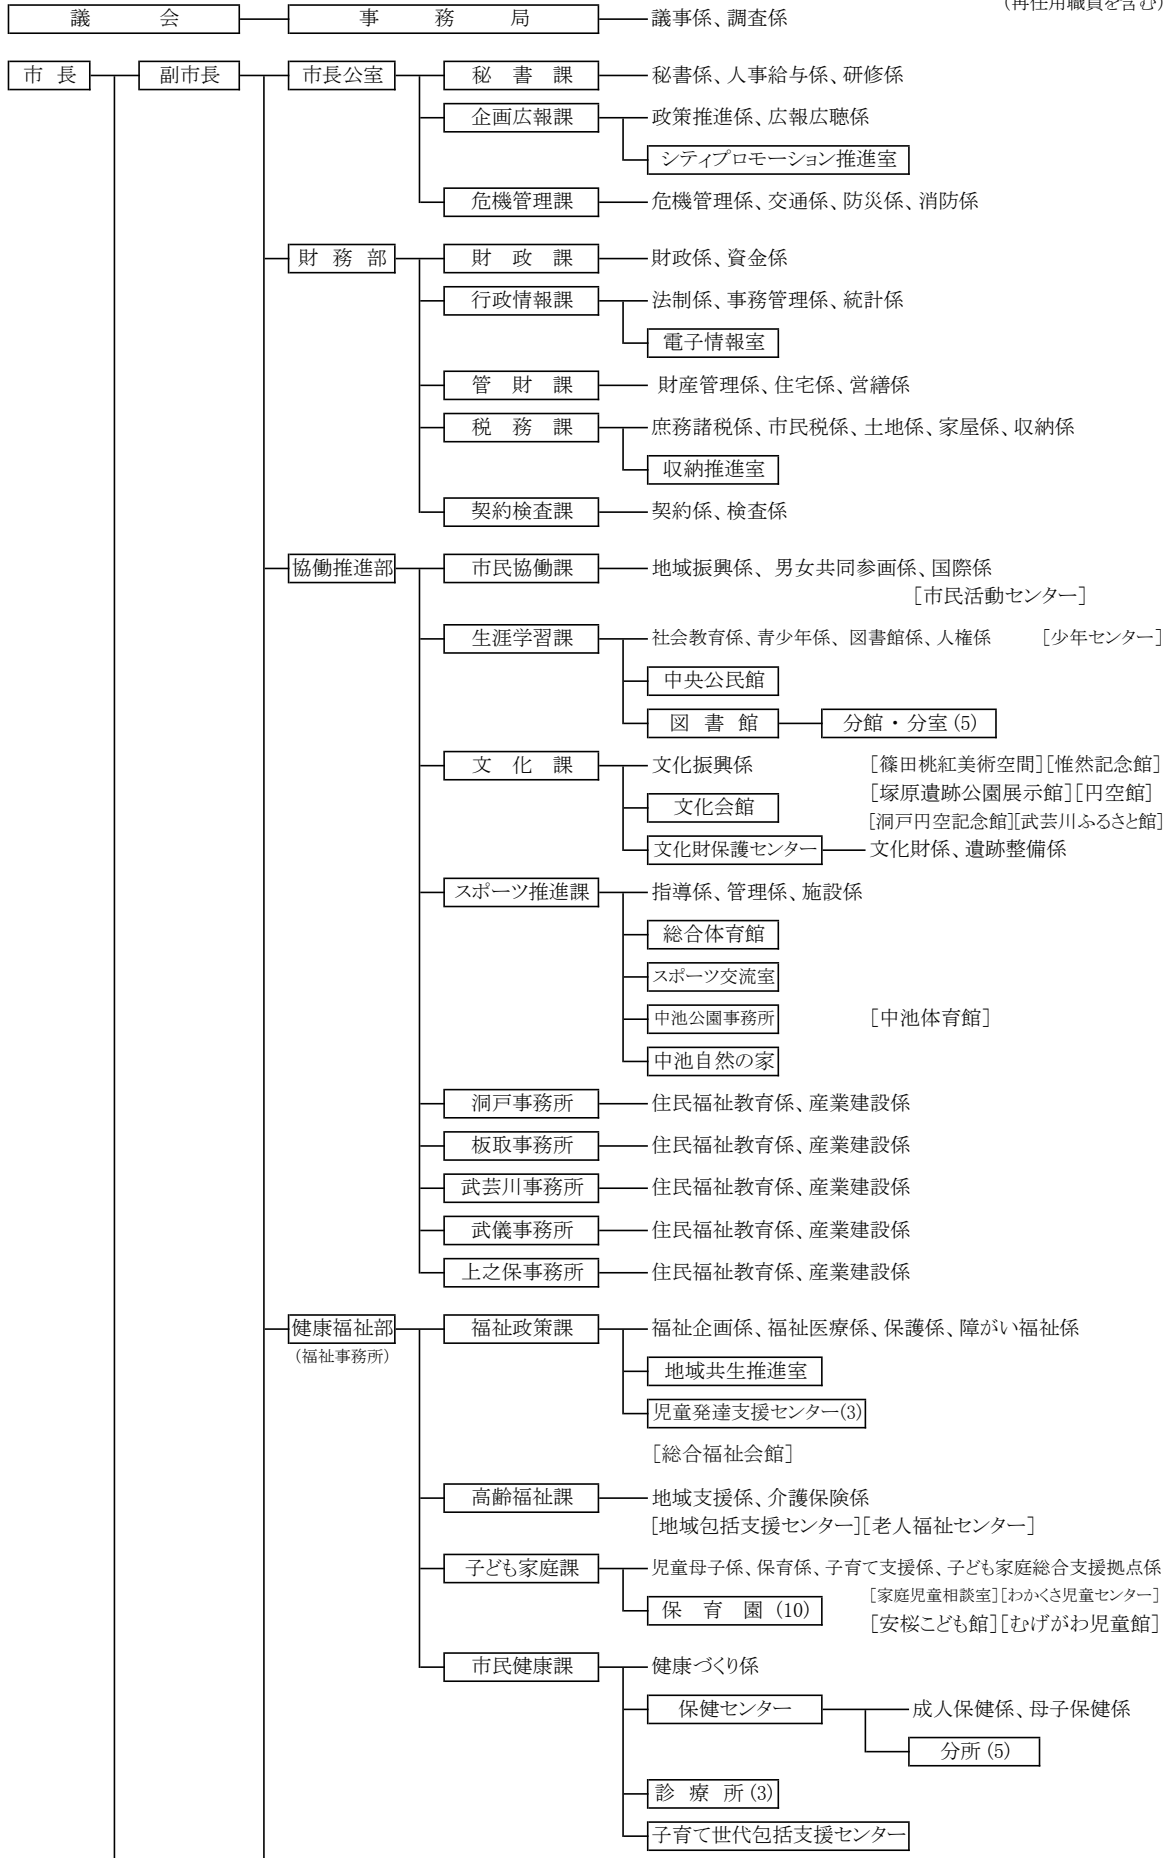 (再任用職員を含む)
議会 事務局 議事係、調査係
市長 副市長 市長公室 秘書課 秘書係、人事給与係、研修係
企画広報課 政策推進係、広報広聴係
シティプロモーション推進室
危機管理課 危機管理係、交通係、防災係、消防係
財務部 財政課 財政係、資金係
行政情報課 法制係、事務管理係、統計係
電子情報室
管財課 財産管理係、住宅係、営繕係
税務課 庶務諸税係、市民税係、土地係、家屋係、収納係
収納推進室
契約検査課 契約係、検査係
協働推進部 市民協働課 地域振興係、男女共同参画係、国際係
[市民活動センター]
生涯学習課 社会教育係、青少年係、図書館係、人権係 [少年センター]
中央公民館
図書館 分館・分室(5)
文化課 文化振興係 [篠田桃紅美術空間][惟然記念館]
[塚原遺跡公園展示館][円空館]
文化会館
[洞戸円空記念館][武芸川ふるさと館]
文化財保護センター 文化財係、遺跡整備係
スポーツ推進課 指導係、管理係、施設係
総合体育館
スポーツ交流室
中池公園事務所 [中池体育館]
中池自然の家
洞戸事務所 住民福祉教育係、産業建設係
板取事務所 住民福祉教育係、産業建設係
武芸川事務所 住民福祉教育係、産業建設係
武儀事務所 住民福祉教育係、産業建設係
上之保事務所 住民福祉教育係、産業建設係
健康福祉部 福祉政策課 福祉企画係、福祉医療係、保護係、障がい福祉係
(福祉事務所)
地域共生推進室
児童発達支援センター(3)
[総合福祉会館]
高齢福祉課 地域支援係、介護保険係
[地域包括支援センター][老人福祉センター]
子ども家庭課 児童母子係、保育係、子育て支援係、子ども家庭総合支援拠点係
[家庭児童相談室][わかくさ児童センター]
保育園(10)
[安桜こども館][むげがわ児童館]
市民健康課 健康づくり係
保健センター 成人保健係、母子保健係
分所(5)
診療所(3)
子育て世代包括支援センター